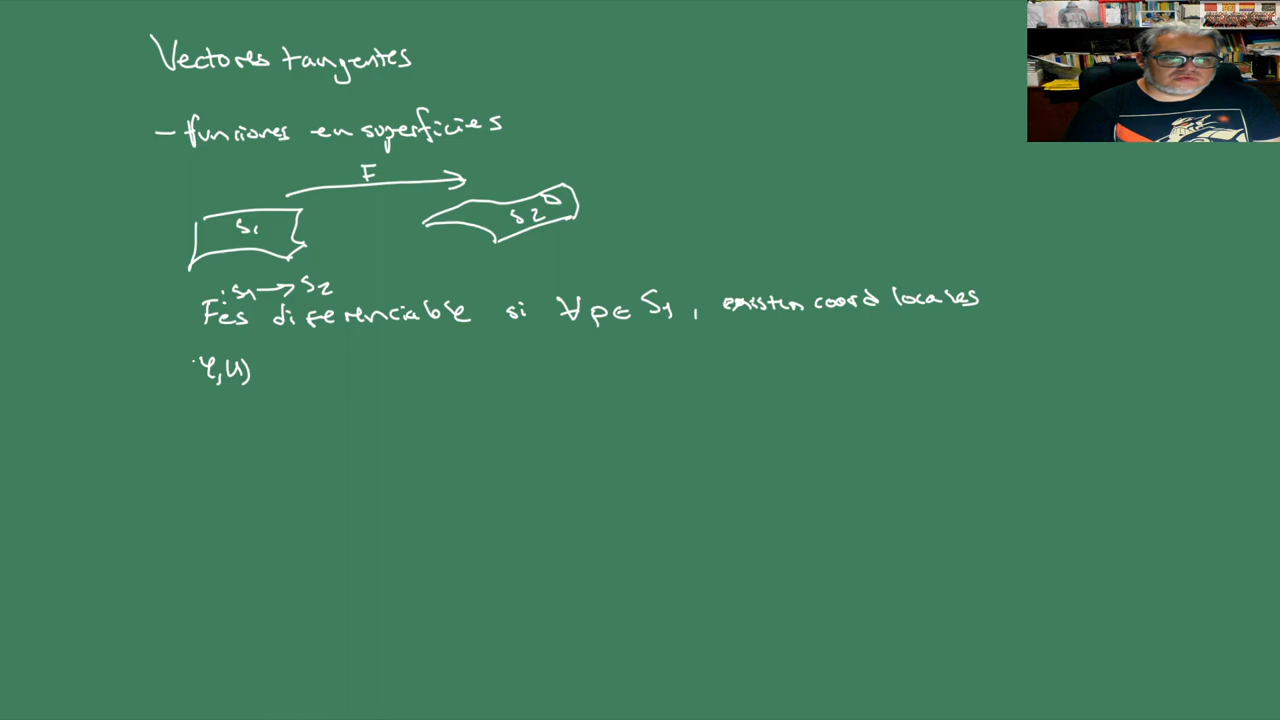 Vectores tangentes
- funciones en superficies
F
S1
S2
F:S1 → S2
es diferenciable si ∀p∈ S1, existen coord locales
φ,U)